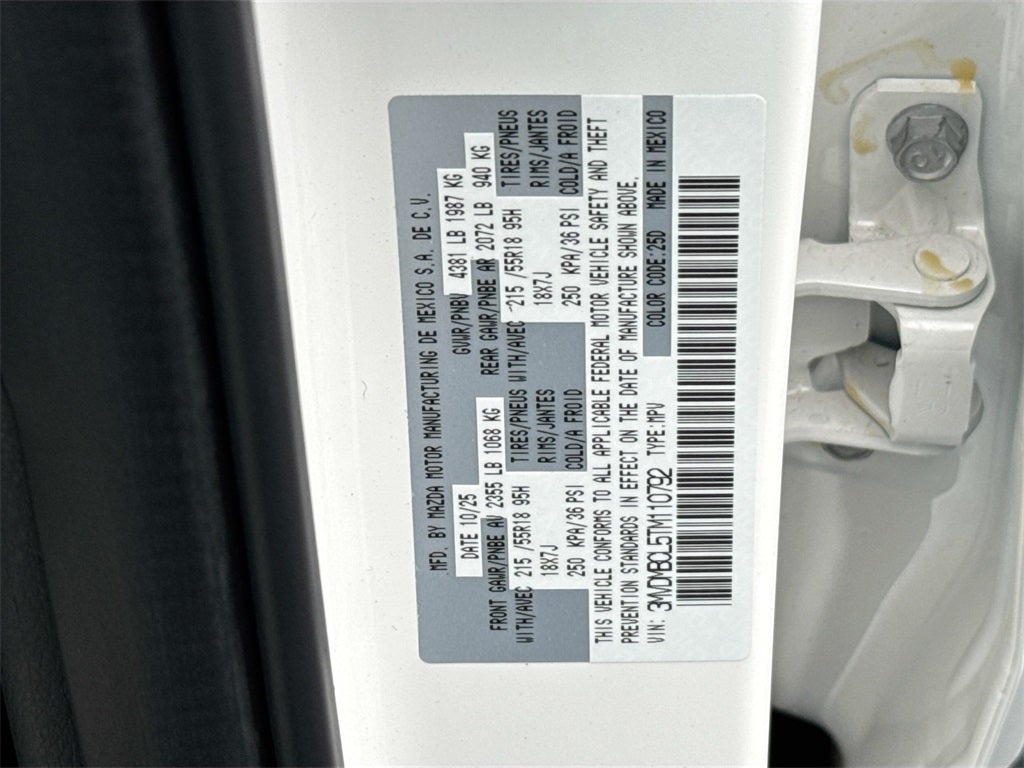 MFD. BY MAZDA MOTOR MANUFACTURING DE MEXICO S.A. DE C.V.
DATE 10/25 GVWR/PNBV 4381 LB 1987 KG
FRONT GAWR/PNBE AV 2355 LB 1068 KG REAR GAWR/PNBE AR 2072 LB 940 KG
WITH/AVEC 215 /55R18 95H TIRES/PNEUS WITH/AVEC 215 /55R18 95H TIRES/PNEUS
18X7J RIMS/JANTES 18X7J RIMS/JANTES
250 KPA/36 PSI COLD/A FROID 250 KPA/36 PSI COLD/A FROID
THIS VEHICLE CONFORMS TO ALL APPLICABLE FEDERAL MOTOR VEHICLE SAFETY AND THEFT
PREVENTION STANDARDS IN EFFECT ON THE DATE OF MANUFACTURE SHOWN ABOVE.
VIN: 3MVDMBCL5TM110792 TYPE:MPV COLOR CODE:25D MADE IN MEXICO